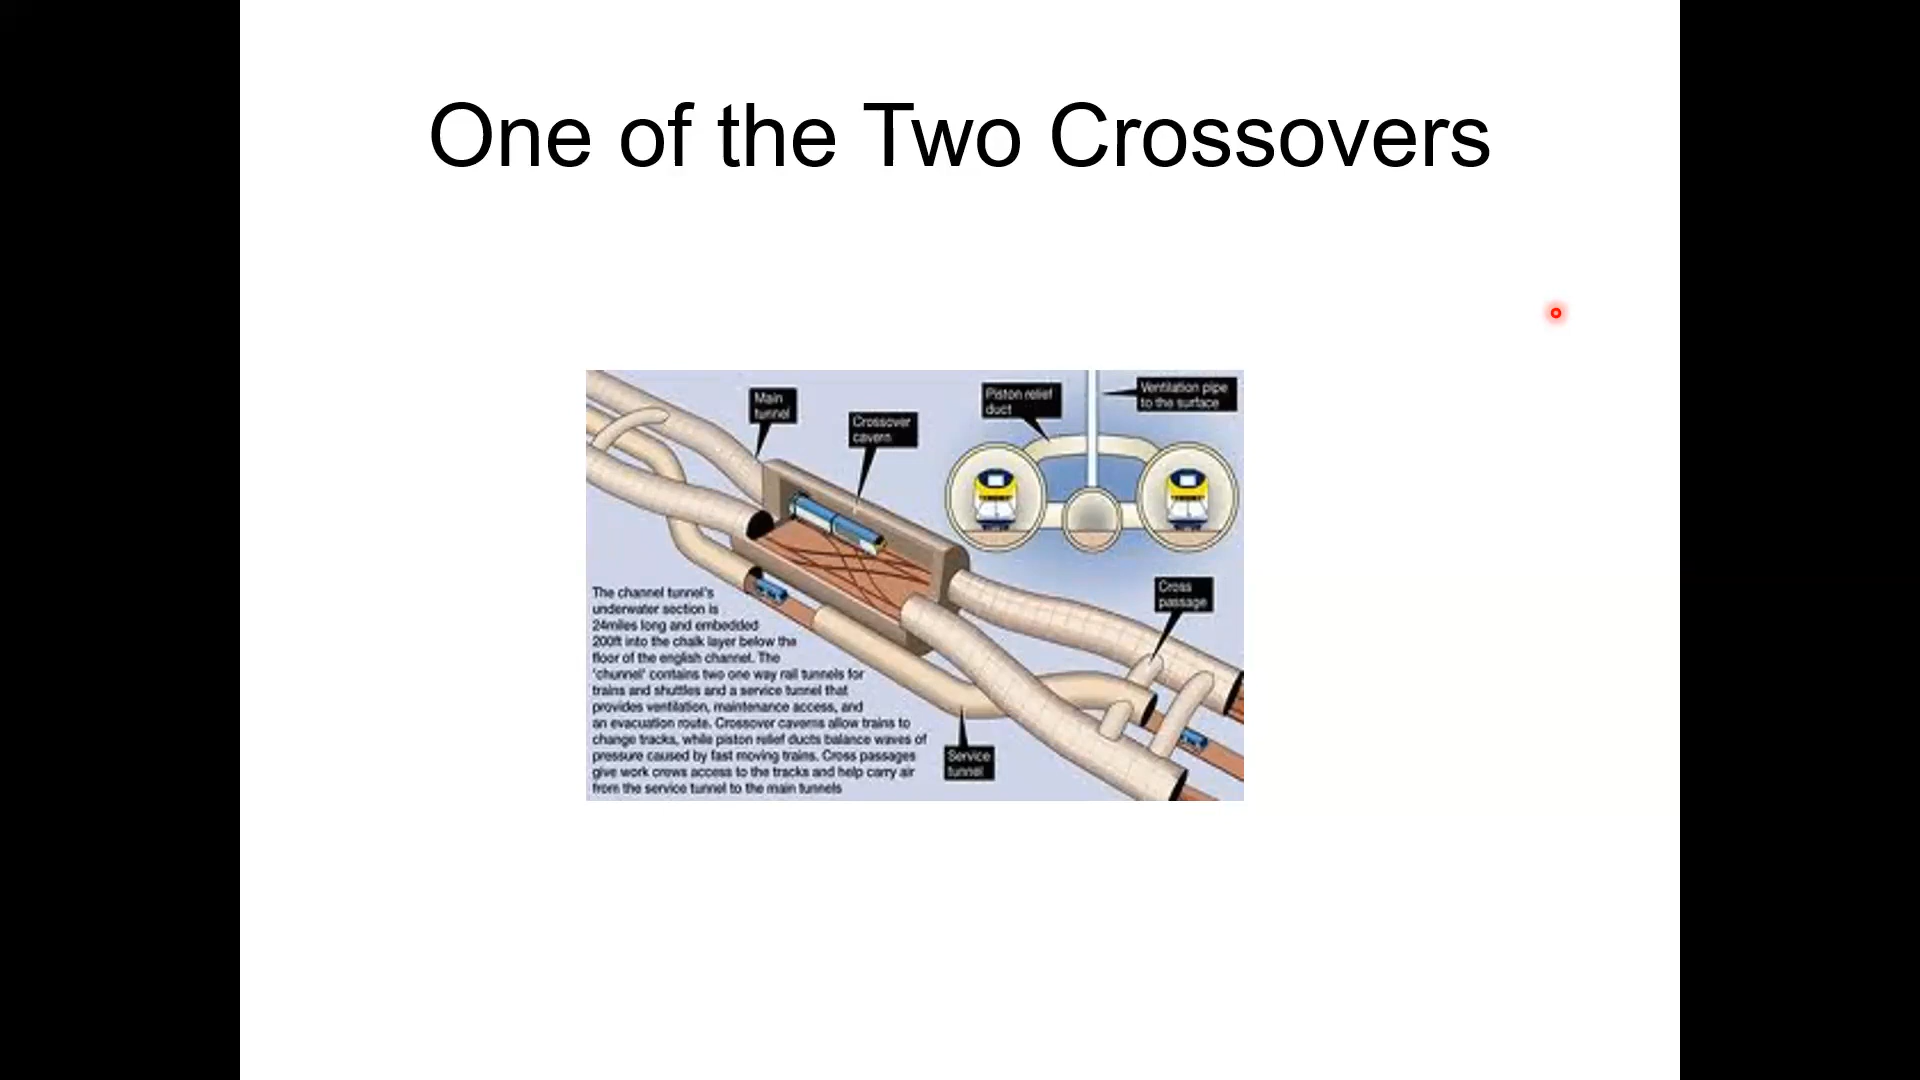 One of the Two Crossovers
Main
tunnel
Crossover
cavern
Piston relief
duct
Ventilation pipe
to the surface
Cross
passage
The channel tunnel's
underwater section is
24miles long and embedded
200ft into the chalk layer below the
floor of the english channel. The
'chunnel' contains two one way rail tunnels for
trains and shuttles and a service tunnel that
provides ventilation, maintenance access, and
an evacuation route. Crossover caverns allow trains to
change tracks, while piston relief ducts balance waves of
pressure caused by fast moving trains. Cross passages
give work crews access to the tracks and help carry air
from the service tunnel to the main tunnels
Service
tunnel